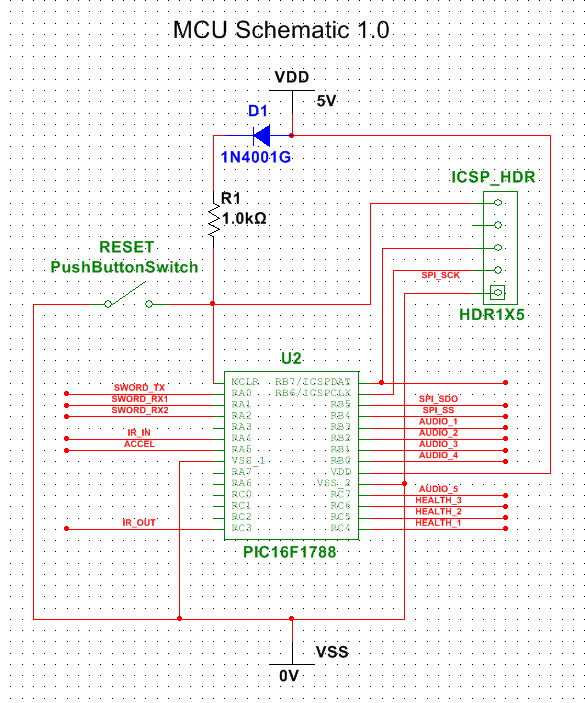 MCU Schematic 1.0
VDD
5V
D1
1N4001G
ICSP_HDR
R1
1.0kΩ
RESET
PushButtonSwitch
SPI_SCK
HDR1X5
U2
MCLR RB7/ICSPDAT
SWORD_TX RA0 RB6/ICSPCLK
SWORD_RX1 RA1 RB5 SPI_SDO
SWORD_RX2 RA2 RB4 SPI_SS
RA3 RB3 AUDIO_1
IR_IN RA4 RB2 AUDIO_2
ACCEL RA5 RB1 AUDIO_3
VSS_1 RB0 AUDIO_4
RA7 VDD
RA6 VSS_2
RC0 RC7 AUDIO_5
RC1 RC6 HEALTH_3
RC2 RC5 HEALTH_2
IR_OUT RC3 RC4 HEALTH_1
PIC16F1788
VSS
0V